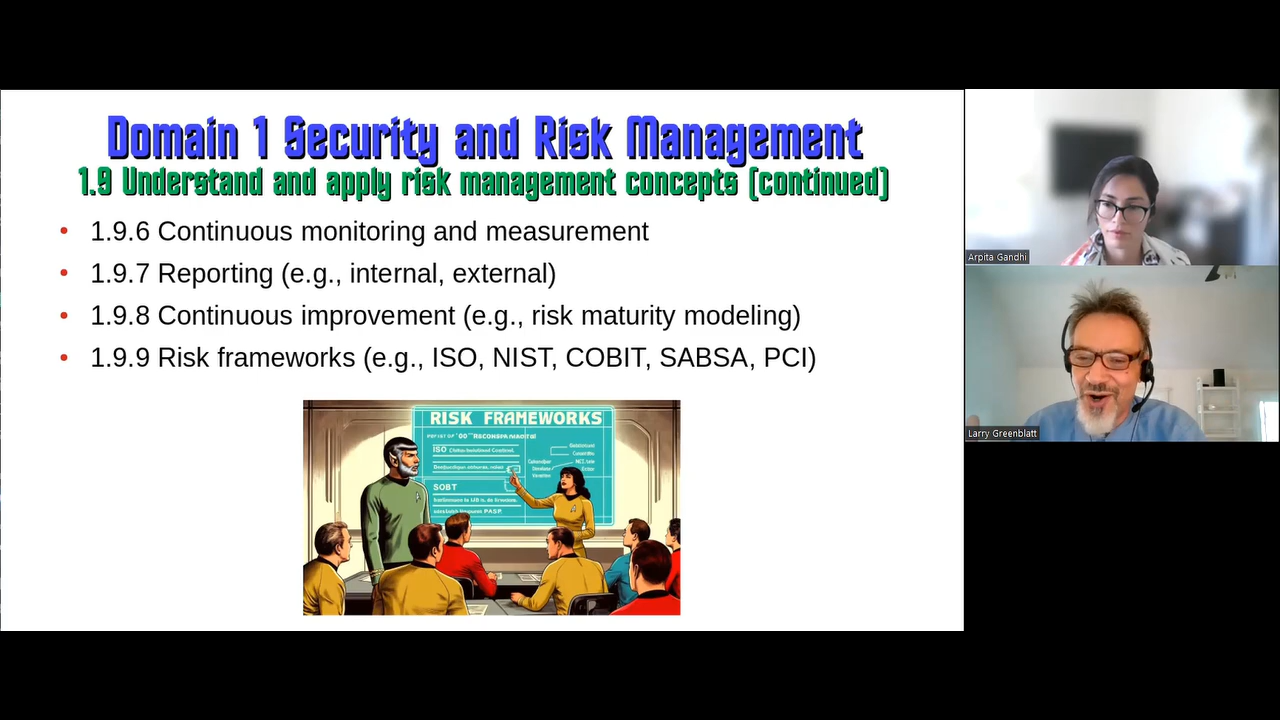 Domain 1 Security and Risk Management
1.9 Understand and apply risk management concepts (continued)
• 1.9.6 Continuous monitoring and measurement
• 1.9.7 Reporting (e.g., internal, external)
• 1.9.8 Continuous improvement (e.g., risk maturity modeling)
• 1.9.9 Risk frameworks (e.g., ISO, NIST, COBIT, SABSA, PCI)
RISK FRAMEWORKS
ISO
SOBT
Arpita Gandhi
Larry Greenblatt